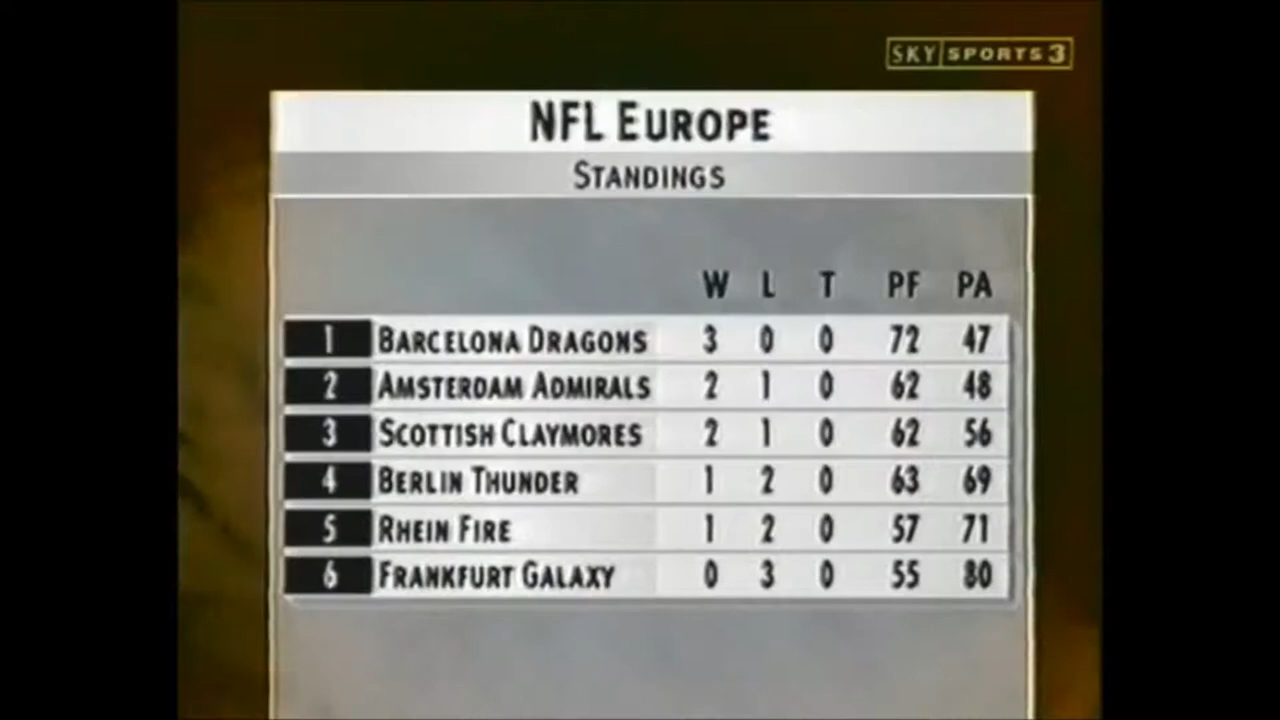 SKY SPORTS 3
NFL EUROPE
STANDINGS
W L T PF PA
1 BARCELONA DRAGONS 3 0 0 72 47
2 AMSTERDAM ADMIRALS 2 1 0 62 48
3 SCOTTISH CLAYMORES 2 1 0 62 56
4 BERLIN THUNDER 1 2 0 63 69
5 RHEIN FIRE 1 2 0 57 71
6 FRANKFURT GALAXY 0 3 0 55 80